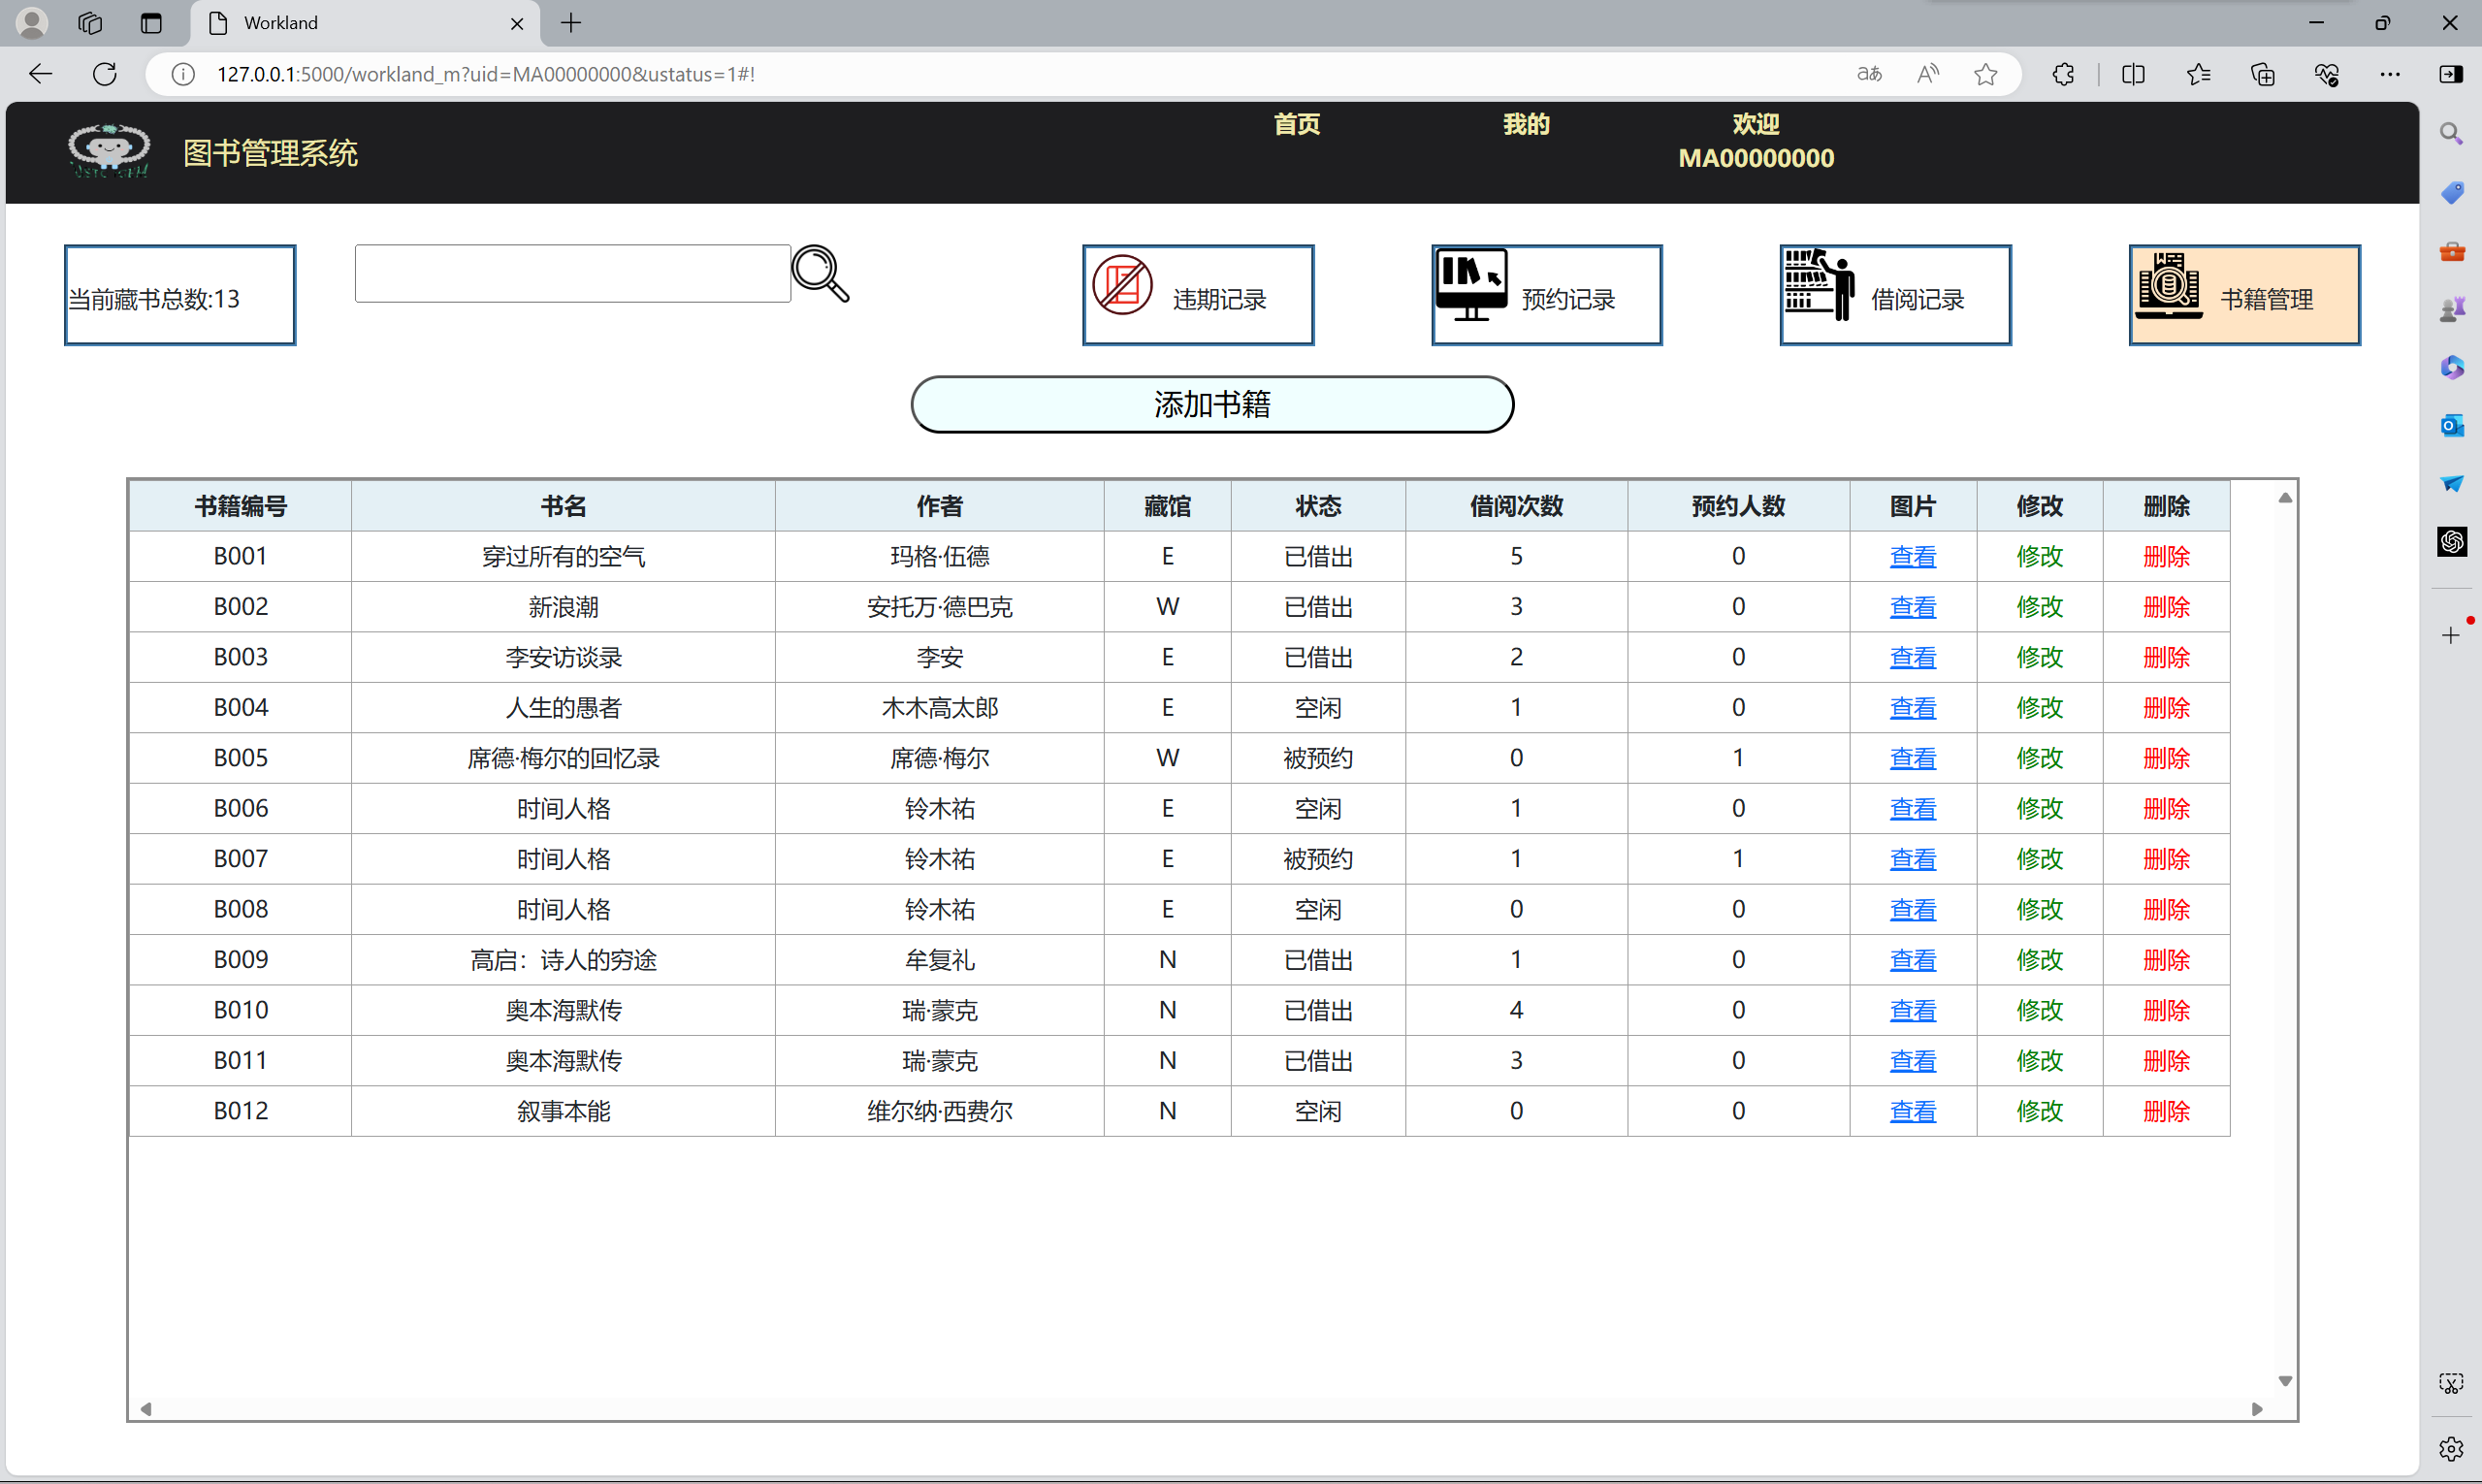 Workland
127.0.0.1:5000/workland_m?uid=MA00000000&ustatus=1#!
图书管理系统
首页 我的 欢迎
MA00000000
当前藏书总数:13 违期记录 预约记录 借阅记录 书籍管理
添加书籍
书籍编号 书名 作者 藏馆 状态 借阅次数 预约人数 图片 修改 删除
B001 穿过所有的空气 玛格·伍德 E 已借出 5 0 查看 修改 删除
B002 新浪潮 安托万·德巴克 W 已借出 3 0 查看 修改 删除
B003 李安访谈录 李安 E 已借出 2 0 查看 修改 删除
B004 人生的愚者 木木高太郎 E 空闲 1 0 查看 修改 删除
B005 席德·梅尔的回忆录 席德·梅尔 W 被预约 0 1 查看 修改 删除
B006 时间人格 铃木祐 E 空闲 1 0 查看 修改 删除
B007 时间人格 铃木祐 E 被预约 1 1 查看 修改 删除
B008 时间人格 铃木祐 E 空闲 0 0 查看 修改 删除
B009 高启：诗人的穷途 牟复礼 N 已借出 1 0 查看 修改 删除
B010 奥本海默传 瑞·蒙克 N 已借出 4 0 查看 修改 删除
B011 奥本海默传 瑞·蒙克 N 已借出 3 0 查看 修改 删除
B012 叙事本能 维尔纳·西费尔 N 空闲 0 0 查看 修改 删除